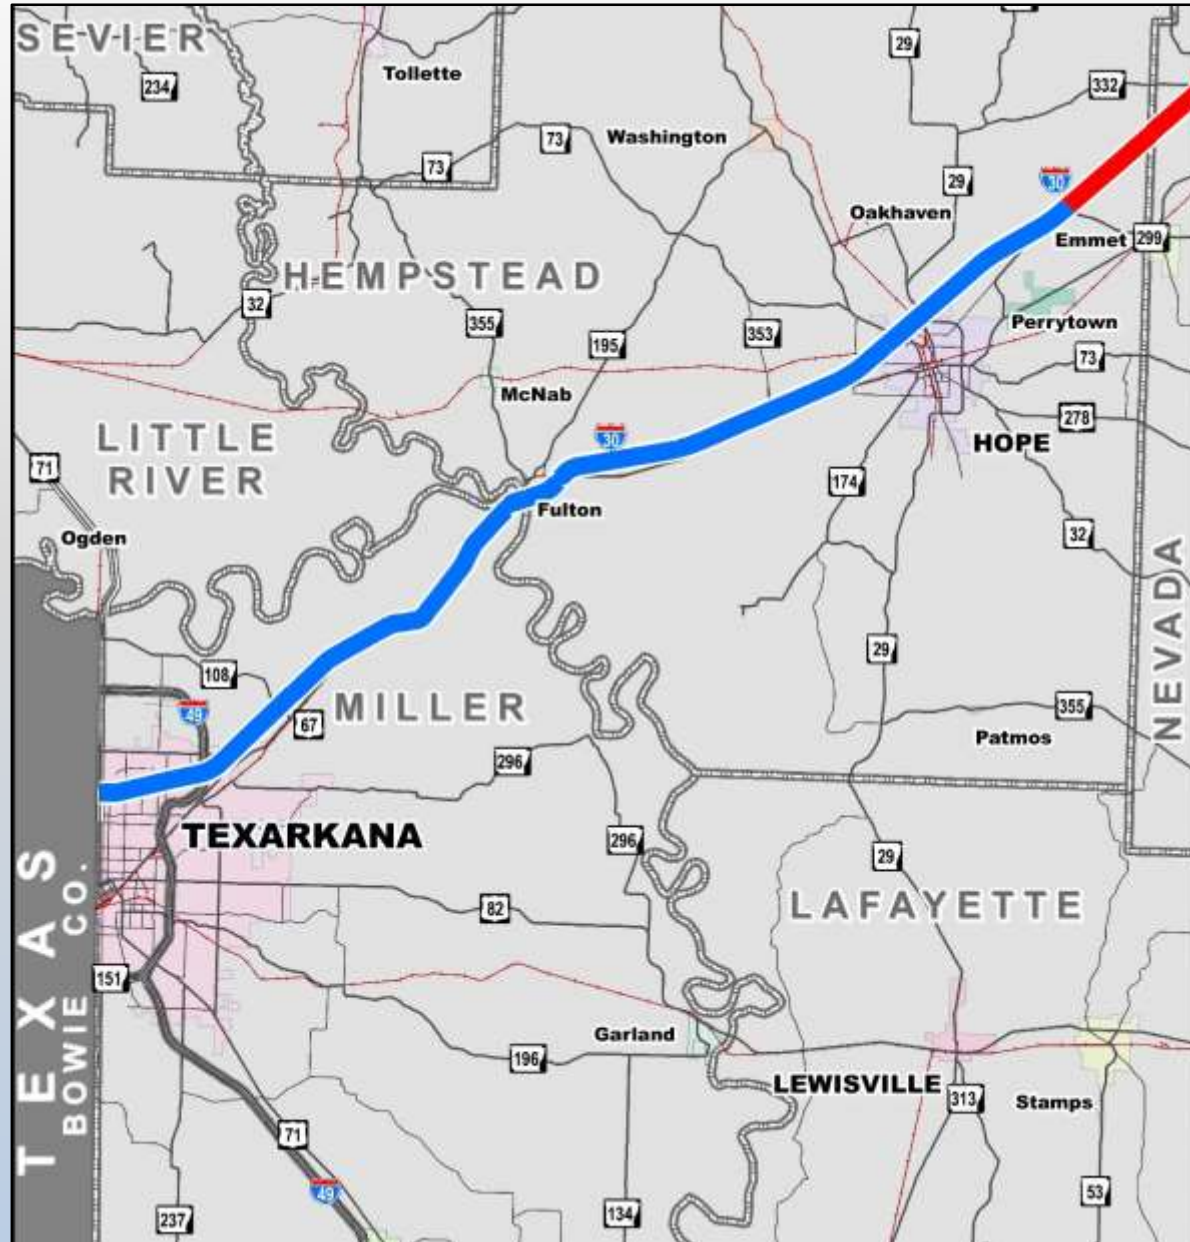 SEVIER
29
Tollette
234
332
Washington
73
73
29
30
Oakhaven
Emmet
299
HEMPSTEAD
32
355
195
353
Perrytown
73
McNab
278
LITTLE
RIVER
30
HOPE
71
174
Fulton
Ogden
32
NEVADA
29
108
49
MILLER
67
355
Patmos
296
TEXARKANA
296
29
LAFAYETTE
82
TEXAS
BOWIE CO.
151
Garland
196
LEWISVILLE
313
Stamps
71
49
53
237
134